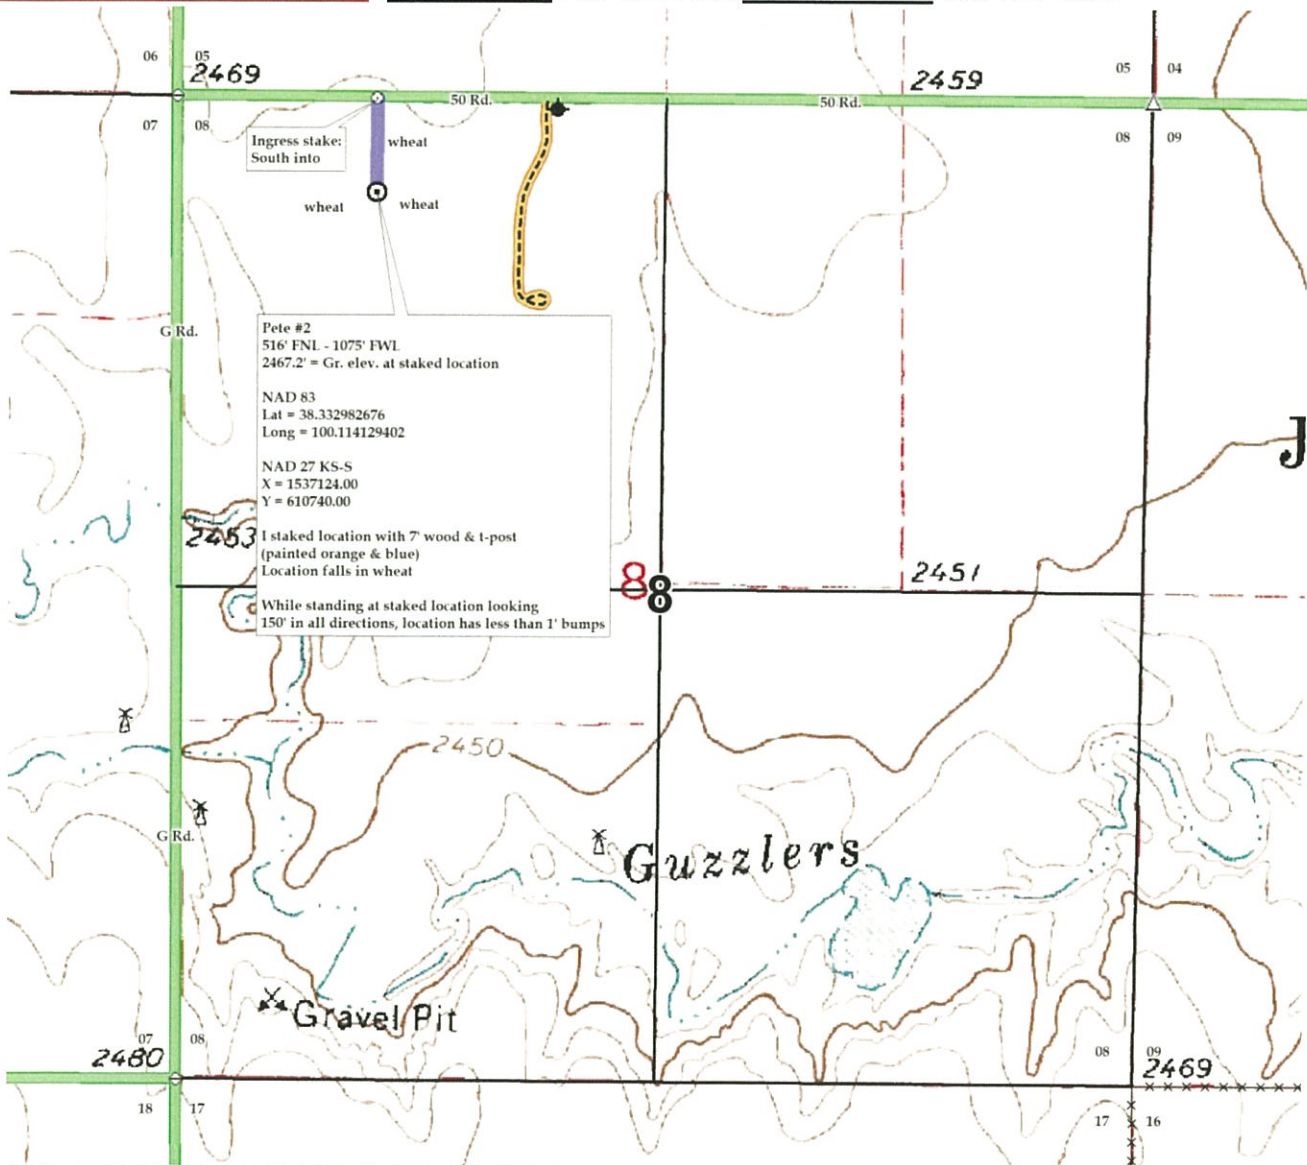 06
05
2469
50 Rd.
50 Rd.
2459
05
04
07
08
08
09
Ingress stake:
South into
wheat
wheat
wheat
G Rd.
Pete #2
516' FNL - 1075' FWL
2467.2' = Gr. elev. at staked location
NAD 83
Lat = 38.332982676
Long = 100.114129402
NAD 27 KS-S
X = 1537124.00
Y = 610740.00
I staked location with 7' wood & t-post
(painted orange & blue)
Location falls in wheat
While standing at staked location looking
150' in all directions, location has less than 1' bumps
J
2453
8
8
2451
2450
G Rd.
Guzzlers
Gravel Pit
07
08
2480
08
09
2469
18
17
17
16